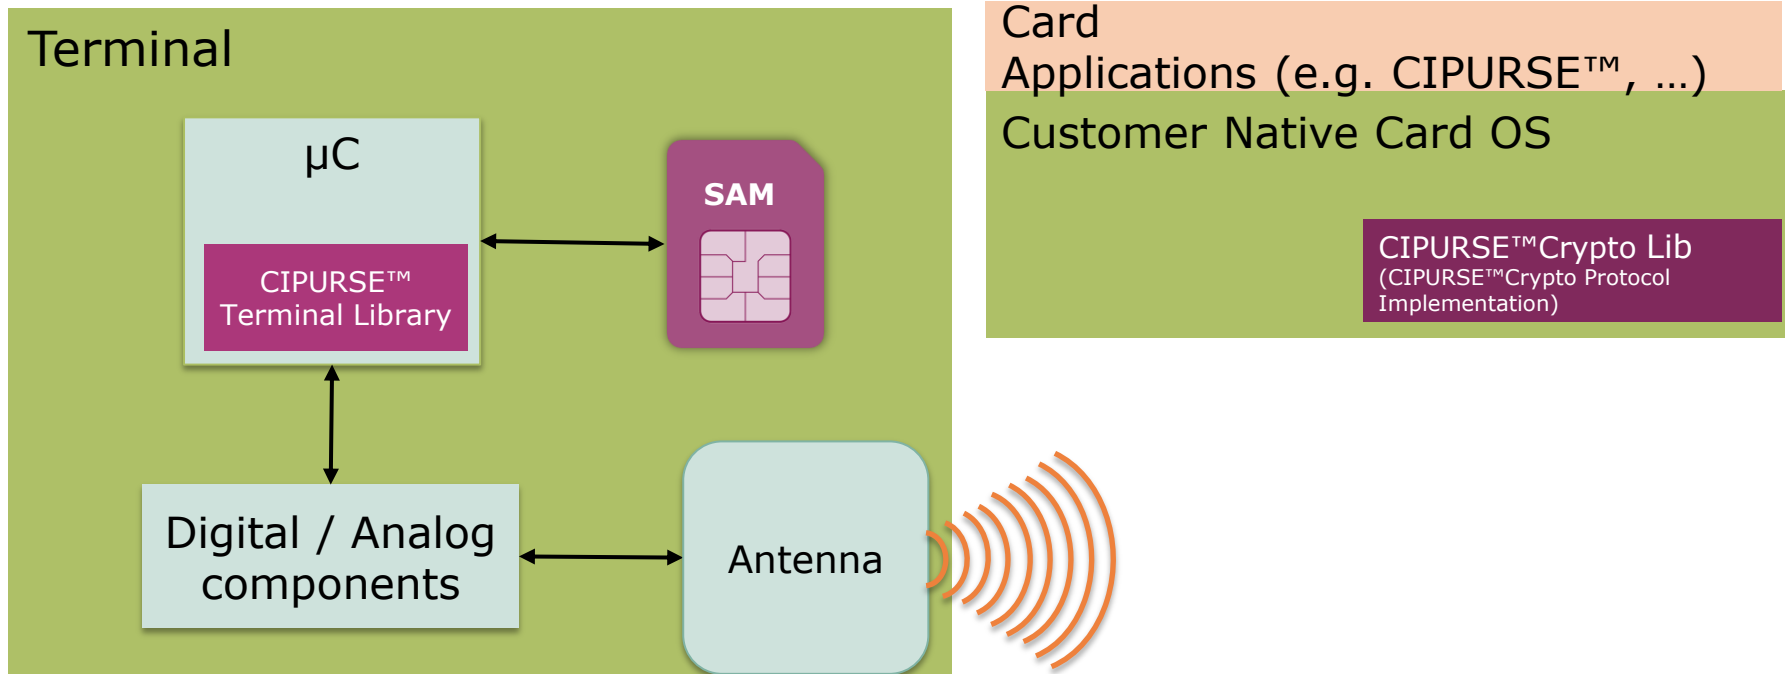 Terminal
µC
CIPURSE™
Terminal Library
SAM
Digital / Analog
components
Antenna
Card
Applications (e.g. CIPURSE™, …)
Customer Native Card OS
CIPURSE™Crypto Lib
(CIPURSE™Crypto Protocol
Implementation)